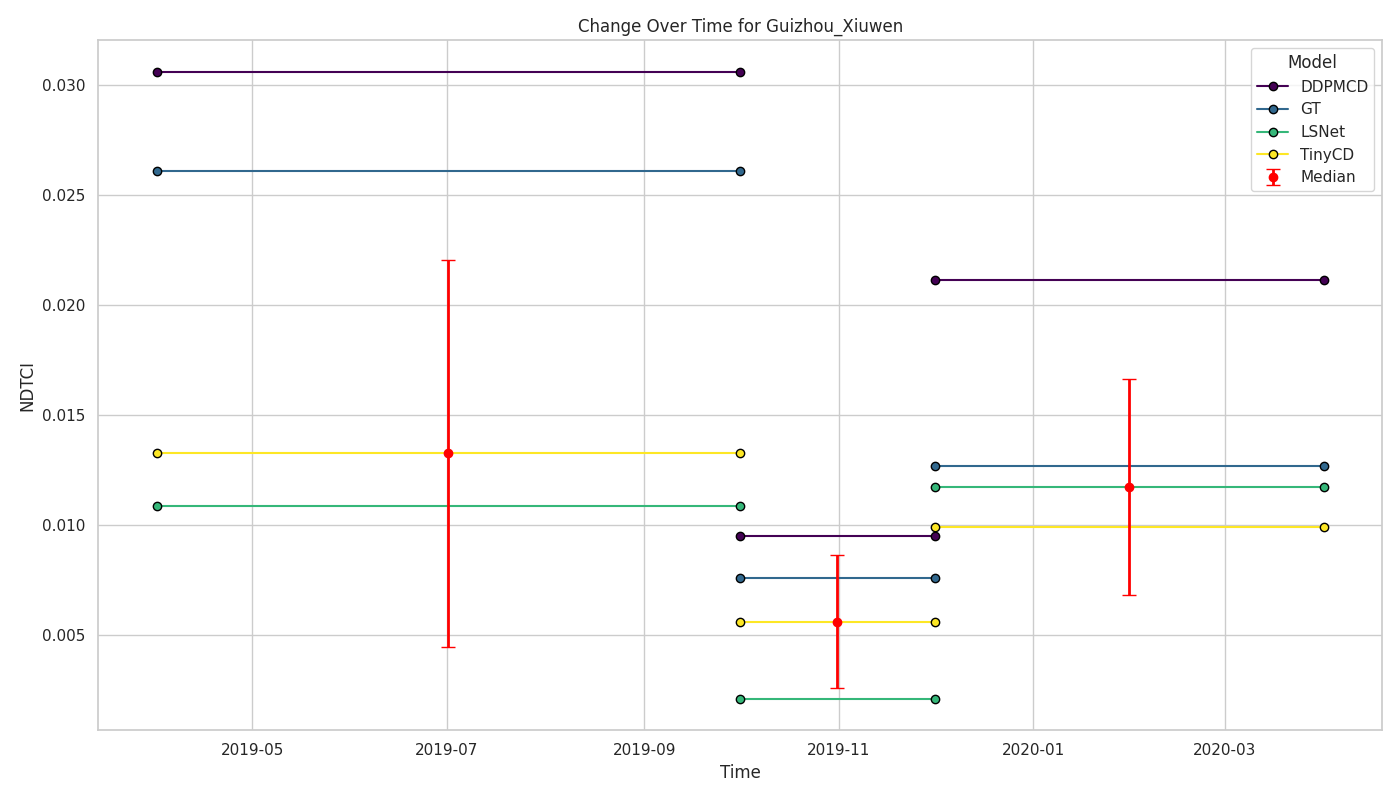 Change Over Time for Guizhou_Xiuwen
Model
DDPMCD
GT
LSNet
TinyCD
Median
NDTCI
0.030
0.025
0.020
0.015
0.010
0.005
2019-05 2019-07 2019-09 2019-11 2020-01 2020-03
Time